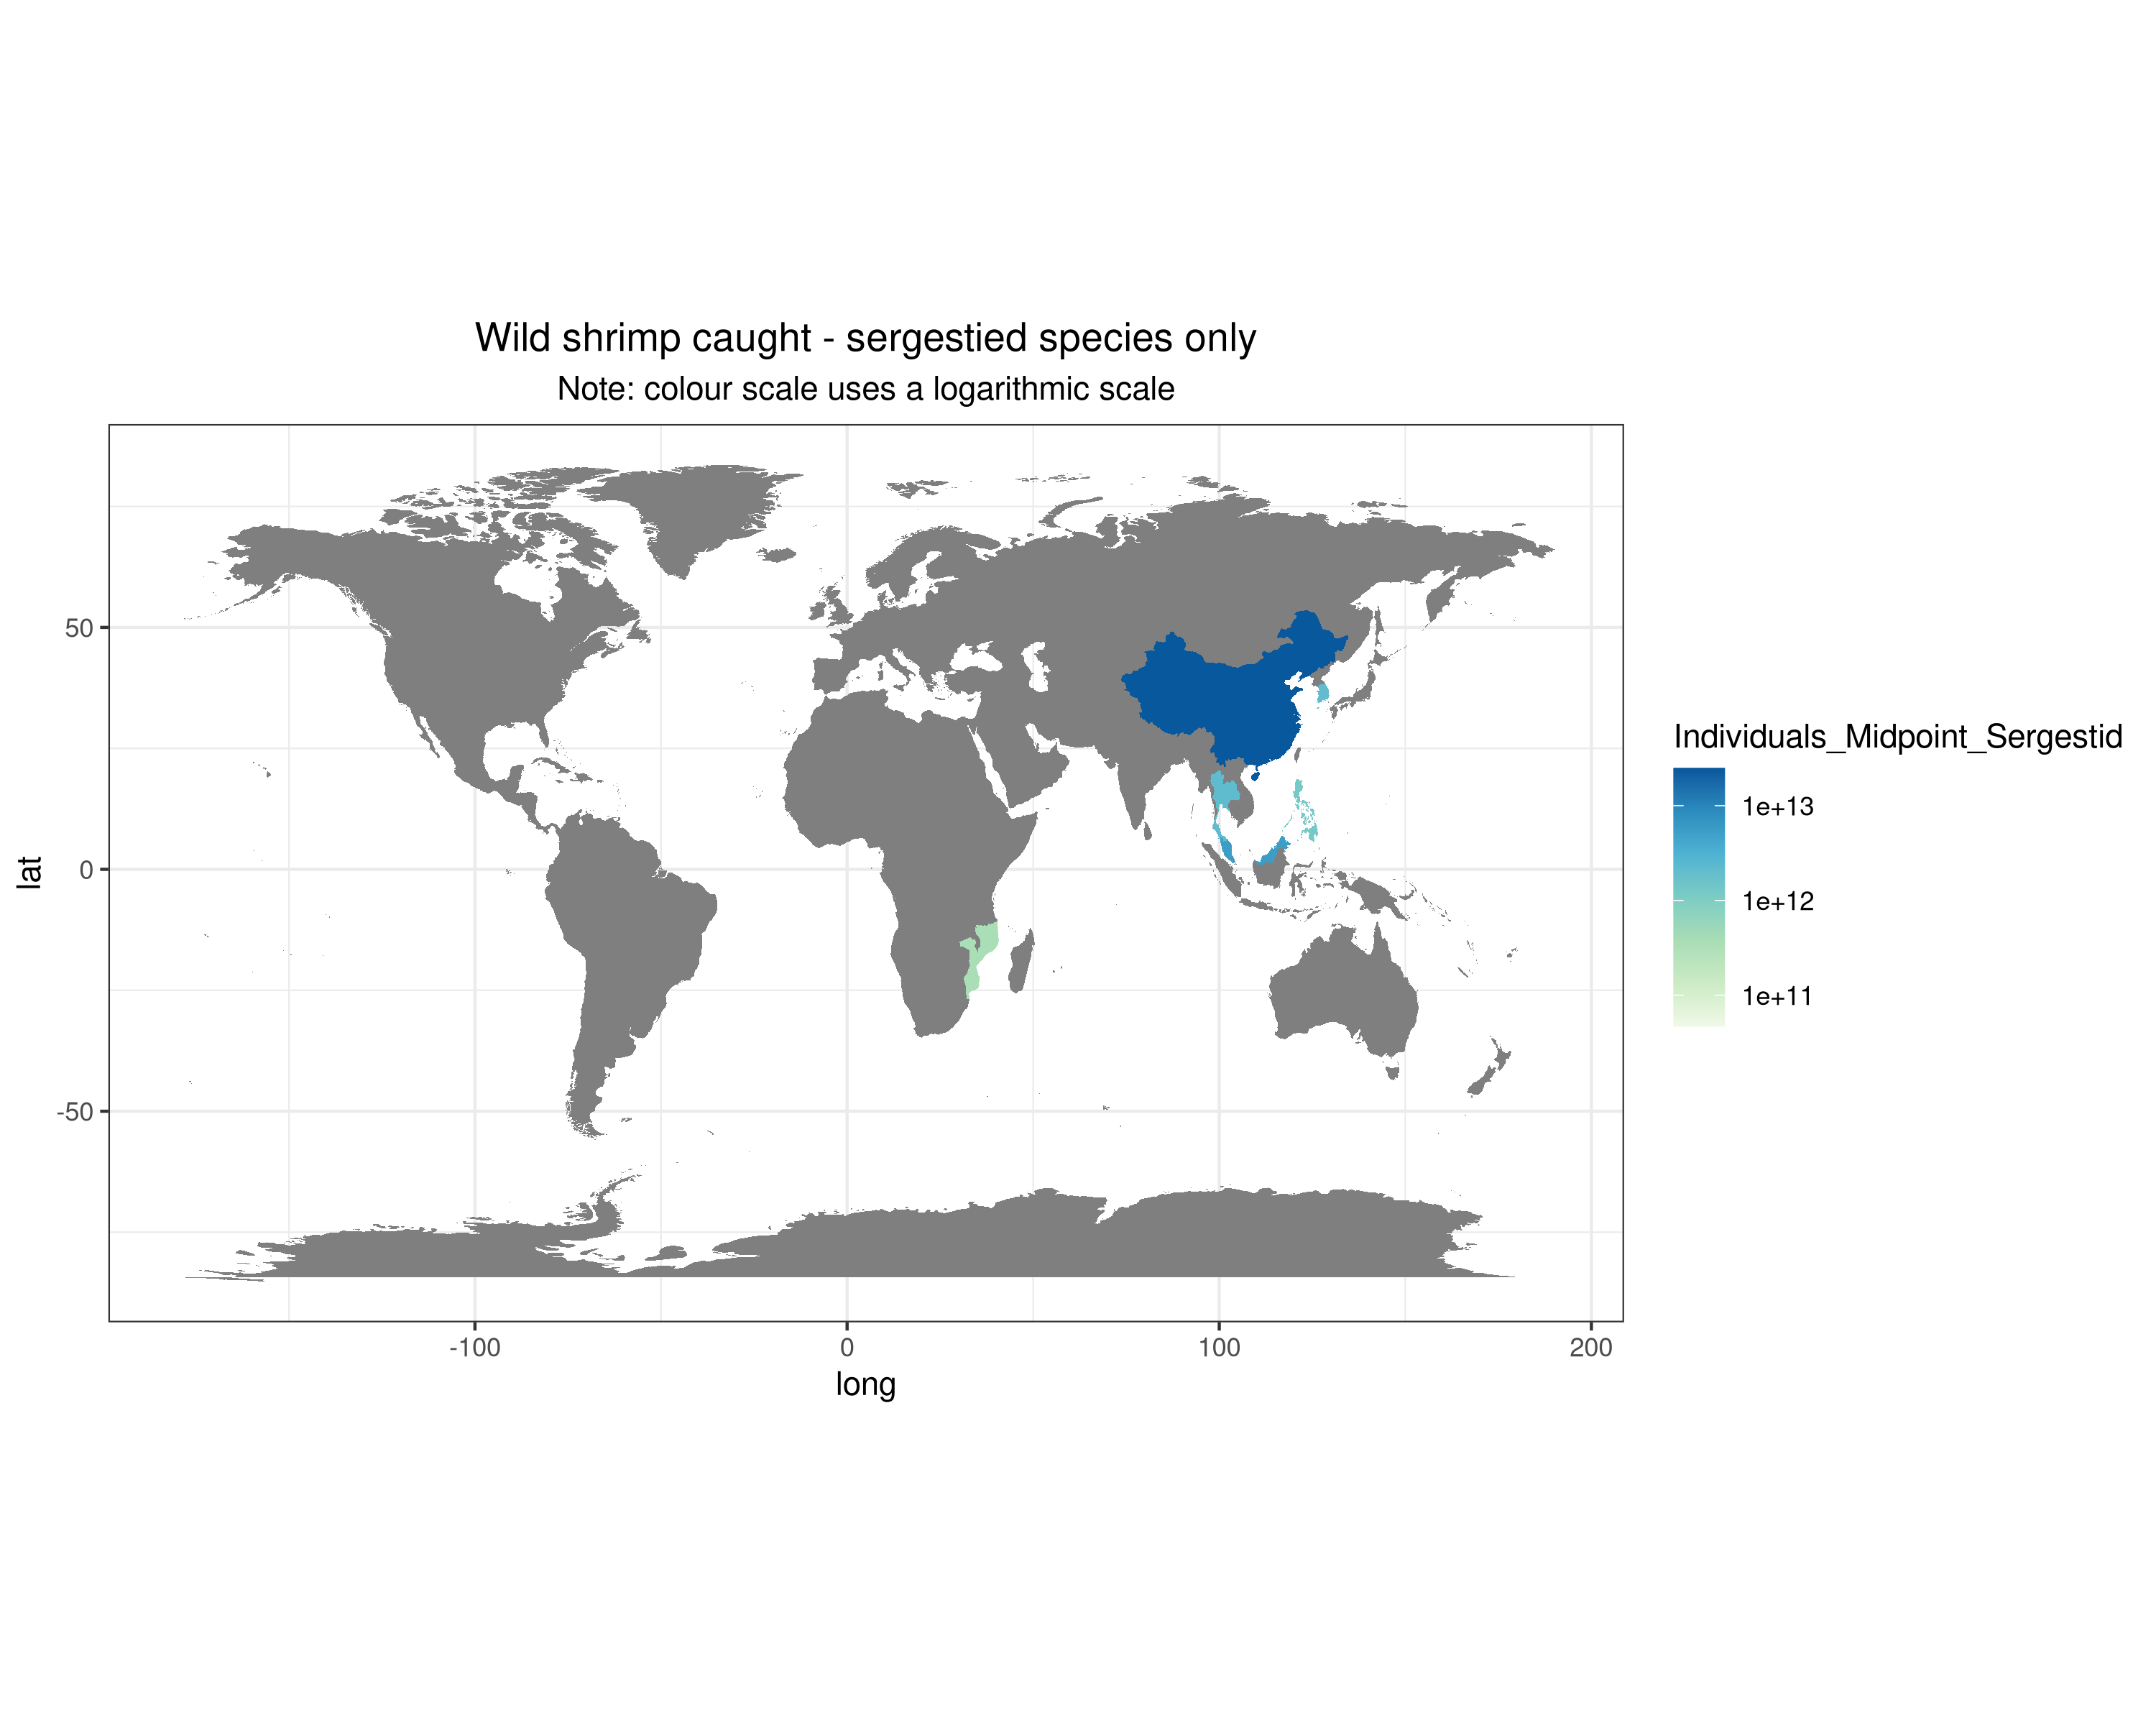 Wild shrimp caught - sergestied species only
Note: colour scale uses a logarithmic scale
lat
50
0
-50
-100
0
100
200
long
Individuals_Midpoint_Sergestid
1e+13
1e+12
1e+11